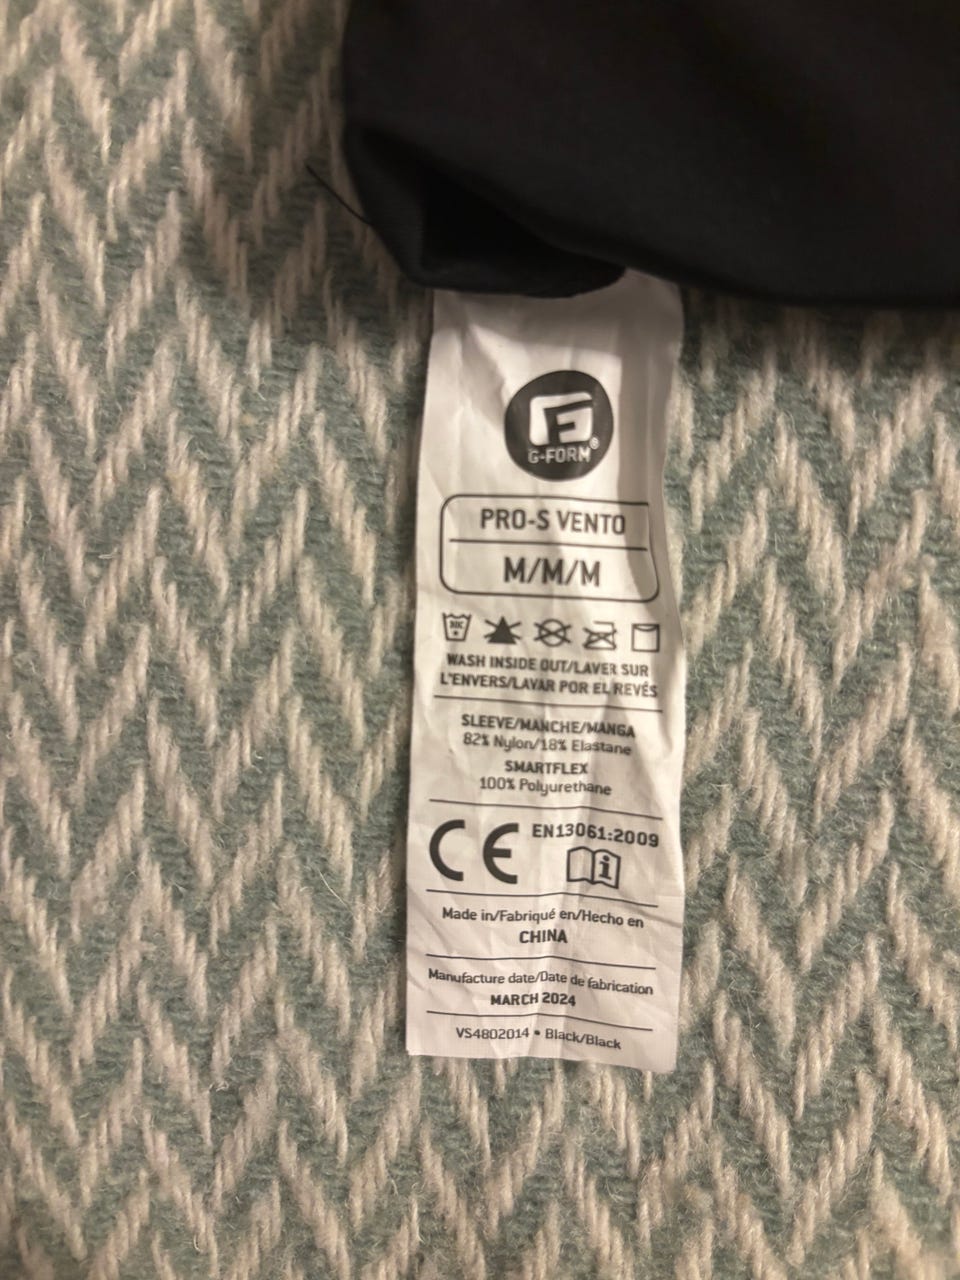 G-FORM®
PRO-S VENTO
M/M/M
30C
WASH INSIDE OUT/LAVER SUR
L'ENVERS/LAVAR POR EL REVÉS
SLEEVE/MANCHE/MANGA
82% Nylon/18% Elastane
SMARTFLEX
100% Polyurethane
CE EN13061:2009
i
Made in/Fabriqué en/Hecho en
CHINA
Manufacture date/Date de fabrication
MARCH 2024
VS4802014 • Black/Black